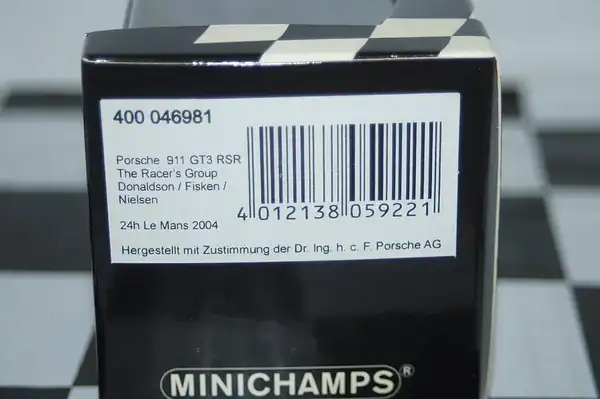 400 046981
Porsche 911 GT3 RSR
The Racer's Group
Donaldson / Fisken /
Nielsen
24h Le Mans 2004
4 012138 059221
Hergestellt mit Zustimmung der Dr. Ing. h. c. F. Porsche AG
MINICHAMPS®